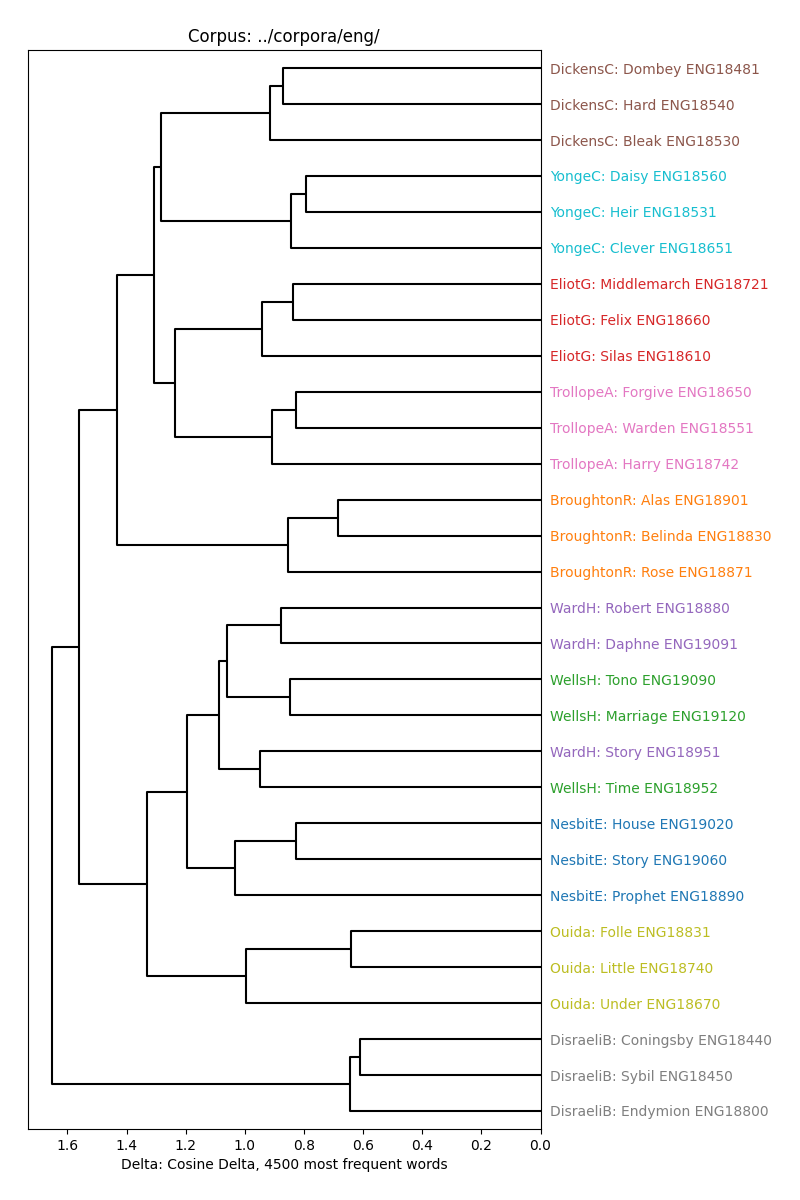 Corpus: ../corpora/eng/
DickensC: Dombey ENG18481
DickensC: Hard ENG18540
DickensC: Bleak ENG18530
YongeC: Daisy ENG18560
YongeC: Heir ENG18531
YongeC: Clever ENG18651
EliotG: Middlemarch ENG18721
EliotG: Felix ENG18660
EliotG: Silas ENG18610
TrollopeA: Forgive ENG18650
TrollopeA: Warden ENG18551
TrollopeA: Harry ENG18742
BroughtonR: Alas ENG18901
BroughtonR: Belinda ENG18830
BroughtonR: Rose ENG18871
WardH: Robert ENG18880
WardH: Daphne ENG19091
WellsH: Tono ENG19090
WellsH: Marriage ENG19120
WardH: Story ENG18951
WellsH: Time ENG18952
NesbitE: House ENG19020
NesbitE: Story ENG19060
NesbitE: Prophet ENG18890
Ouida: Folle ENG18831
Ouida: Little ENG18740
Ouida: Under ENG18670
DisraeliB: Coningsby ENG18440
DisraeliB: Sybil ENG18450
DisraeliB: Endymion ENG18800
1.6 1.4 1.2 1.0 0.8 0.6 0.4 0.2 0.0
Delta: Cosine Delta, 4500 most frequent words